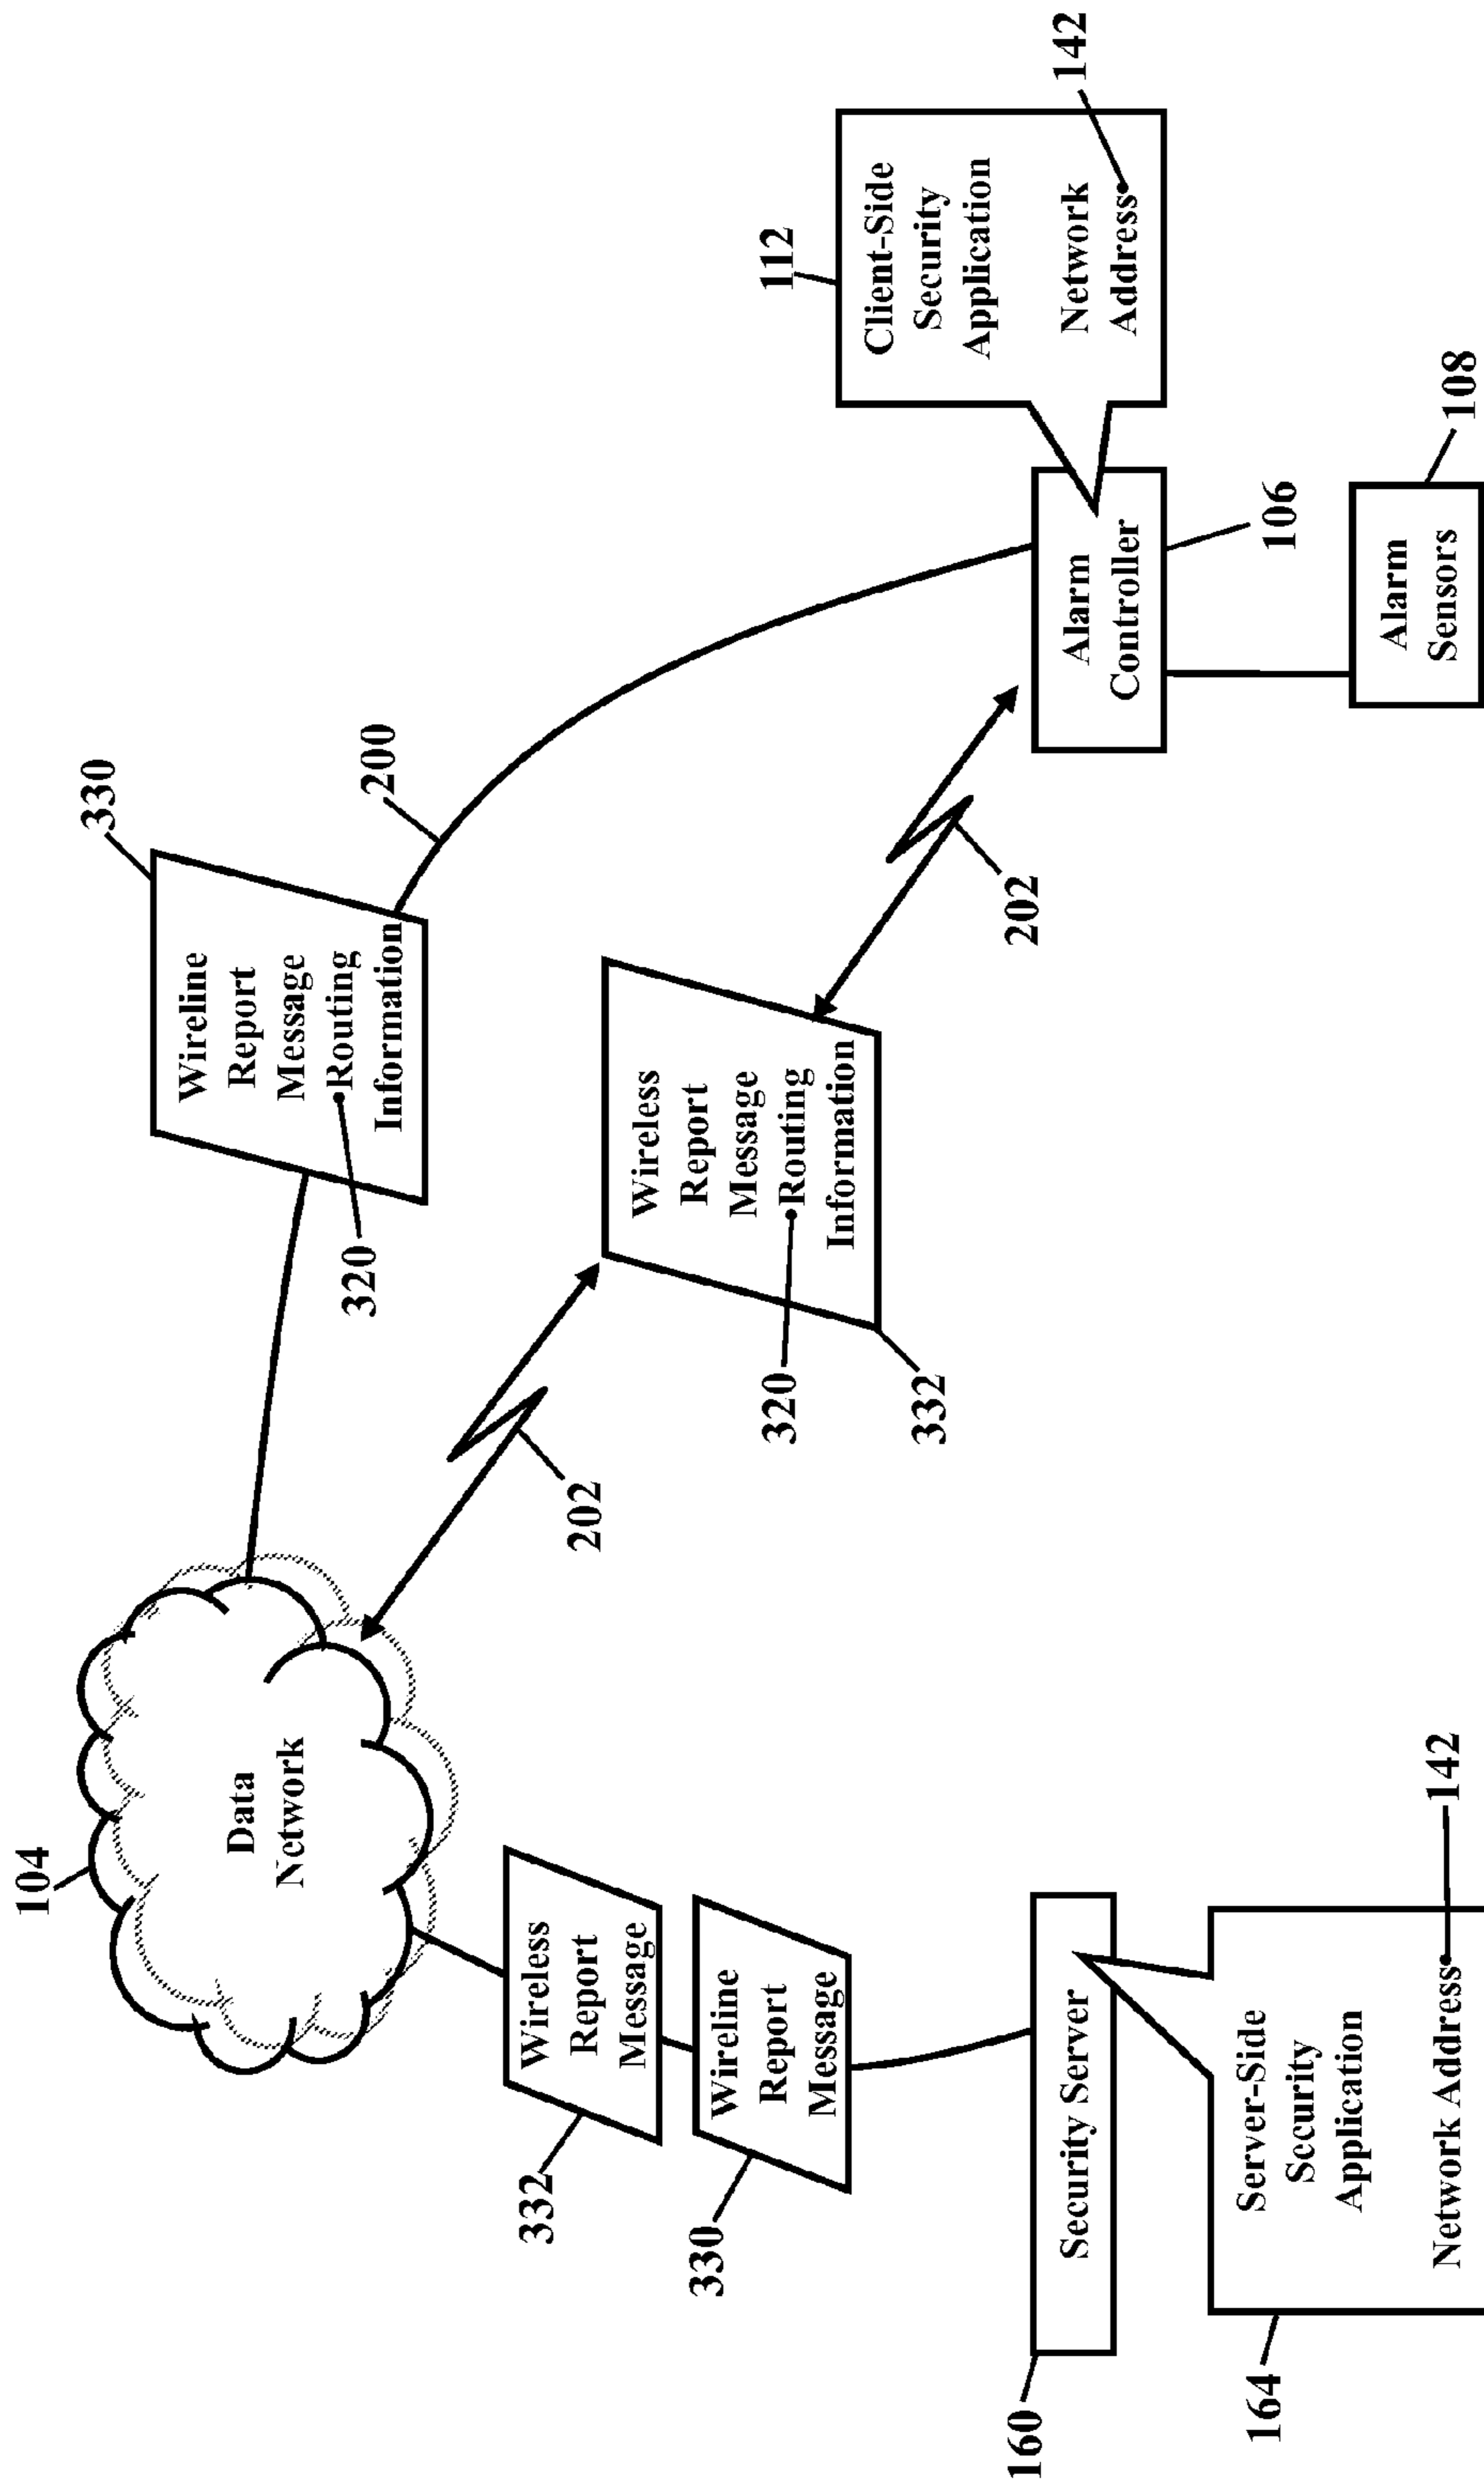 104
Data
Network
330
Wireline
Report
Message
Routing
Information
320
200
202
Wireless
Report
Message
Routing
Information
320
332
202
Wireless
Report
Message
332
Wireline
Report
Message
330
Security Server
160
Server-Side
Security
Application
Network Address
142
164
112
Client-Side
Security
Application
Network
Address
142
Alarm
Controller
106
Alarm
Sensors
108